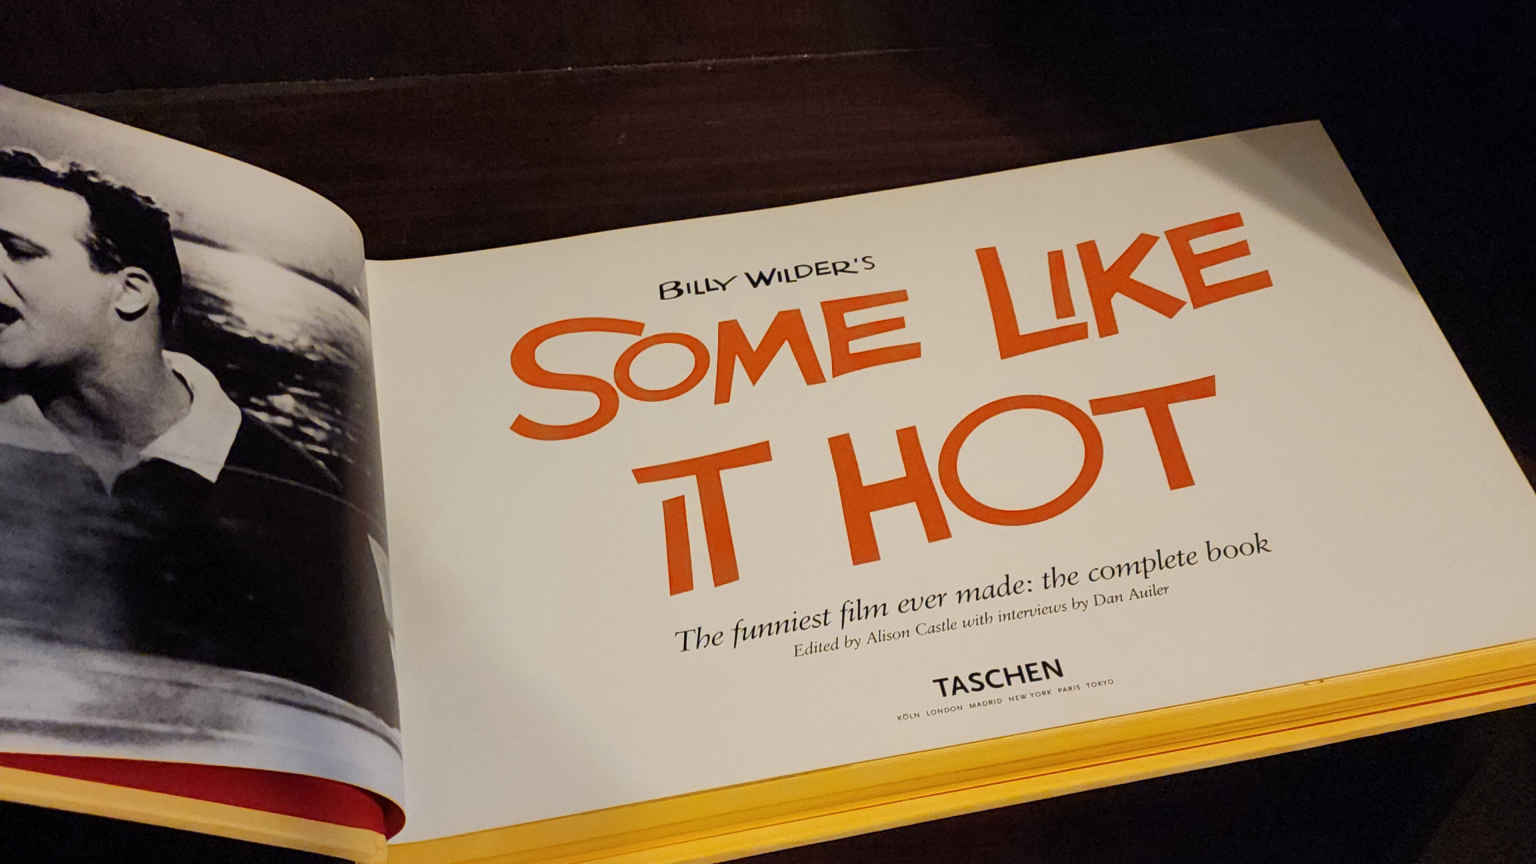 BILLY WILDER'S
SOME LIKE
IT HOT
The funniest film ever made: the complete book
Edited by Alison Castle with interviews by Dan Auiler
TASCHEN
KÖLN LONDON MADRID NEW YORK PARIS TOKYO